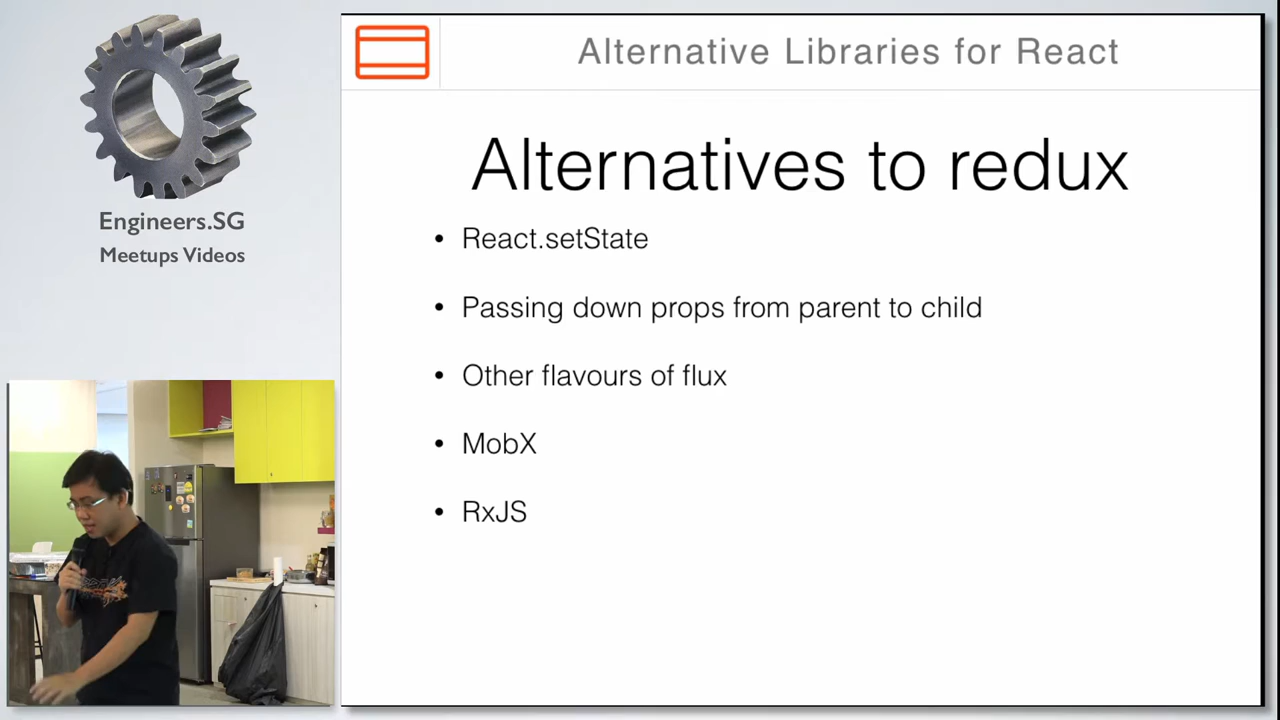 Engineers.SG
Meetups Videos
Alternative Libraries for React
Alternatives to redux
• React.setState
• Passing down props from parent to child
• Other flavours of flux
• MobX
• RxJS